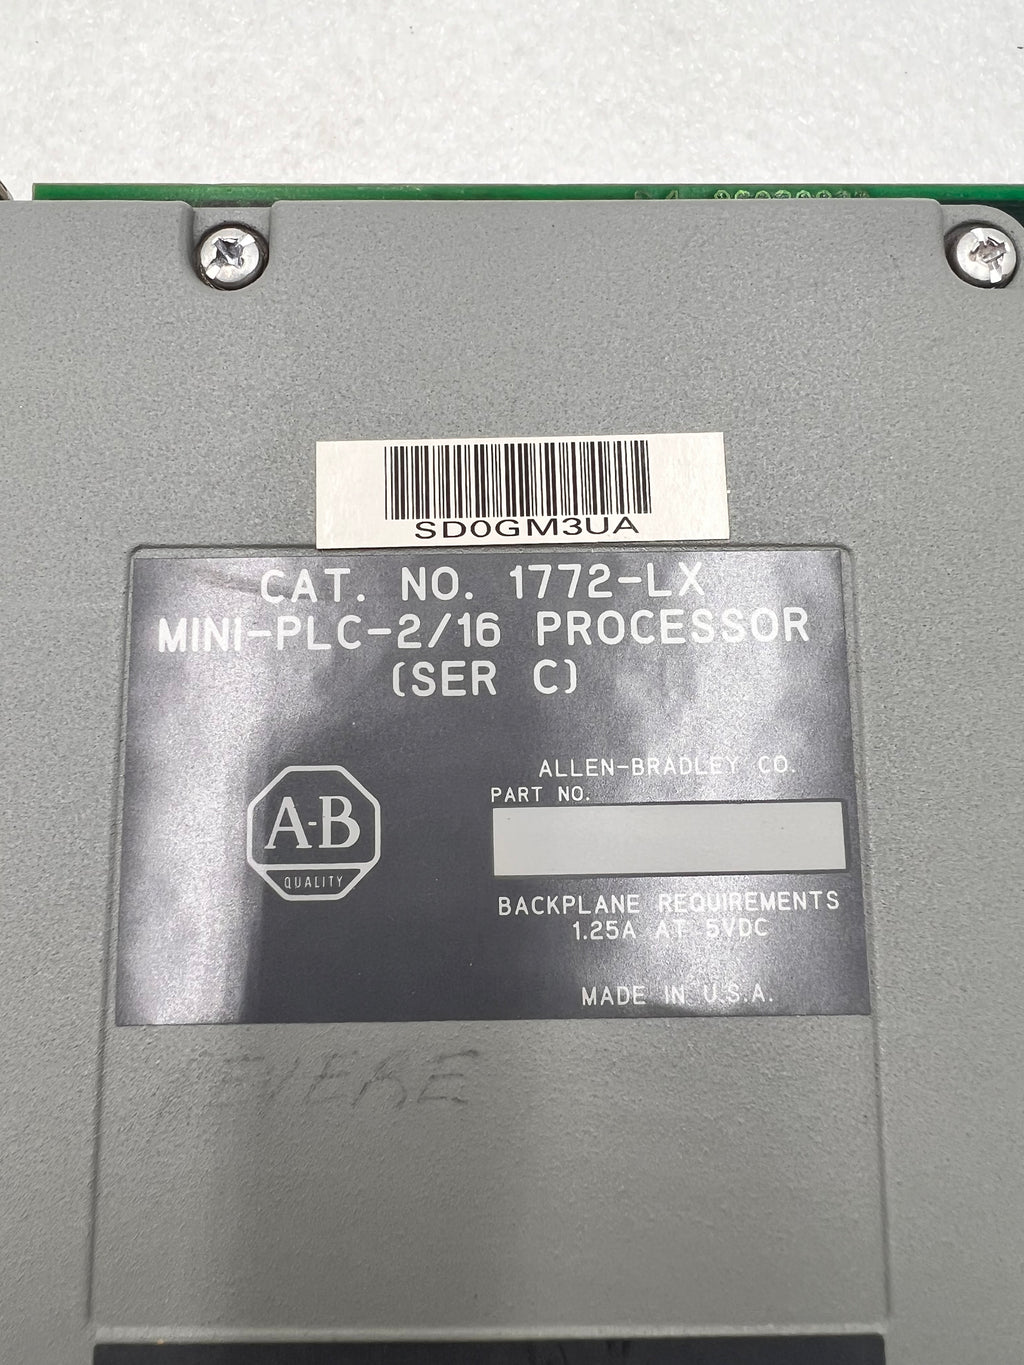 SD0GM3UA
CAT. NO. 1772-LX
MINI-PLC-2/16 PROCESSOR
(SER C)
ALLEN-BRADLEY CO.
PART NO.
A-B
QUALITY
BACKPLANE REQUIREMENTS
1.25A AT 5VDC
MADE IN U.S.A.